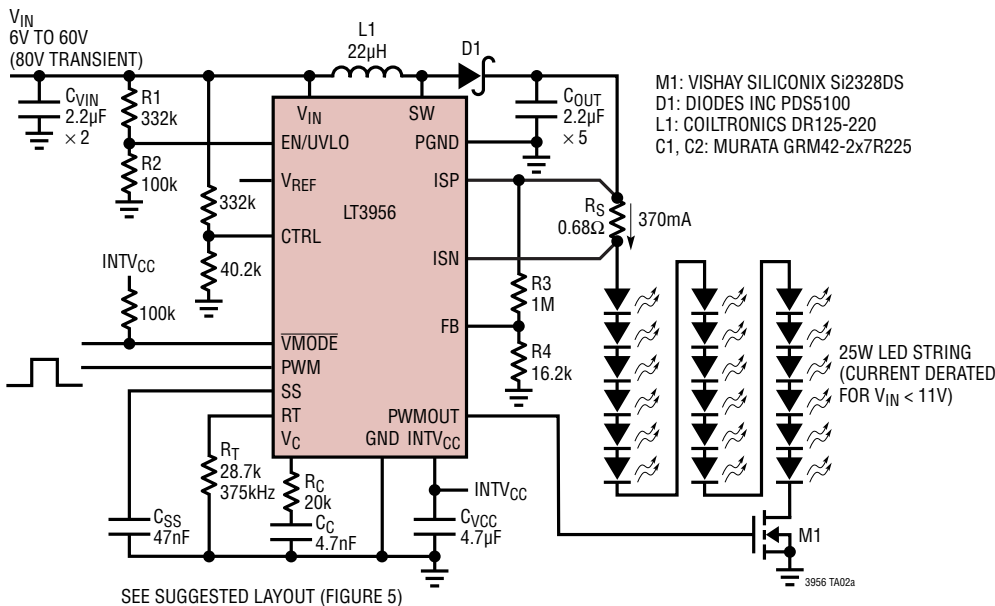 V_IN
6V TO 60V
(80V TRANSIENT)
L1
22µH
D1
C_VIN
2.2µF
× 2
R1
332k
R2
100k
332k
40.2k
INTV_CC
100k
V_IN
SW
EN/UVLO
PGND
V_REF
ISP
LT3956
CTRL
ISN
FB
VMODE
PWM
SS
RT
PWMOUT
V_C
GND
INTV_CC
C_OUT
2.2µF
× 5
M1: VISHAY SILICONIX Si2328DS
D1: DIODES INC PDS5100
L1: COILTRONICS DR125-220
C1, C2: MURATA GRM42-2x7R225
R_S
0.68Ω
370mA
R3
1M
R4
16.2k
25W LED STRING
(CURRENT DERATED
FOR V_IN < 11V)
R_T
28.7k
375kHz
R_C
20k
INTV_CC
C_SS
47nF
C_C
4.7nF
C_VCC
4.7µF
M1
3956 TA02a
SEE SUGGESTED LAYOUT (FIGURE 5)